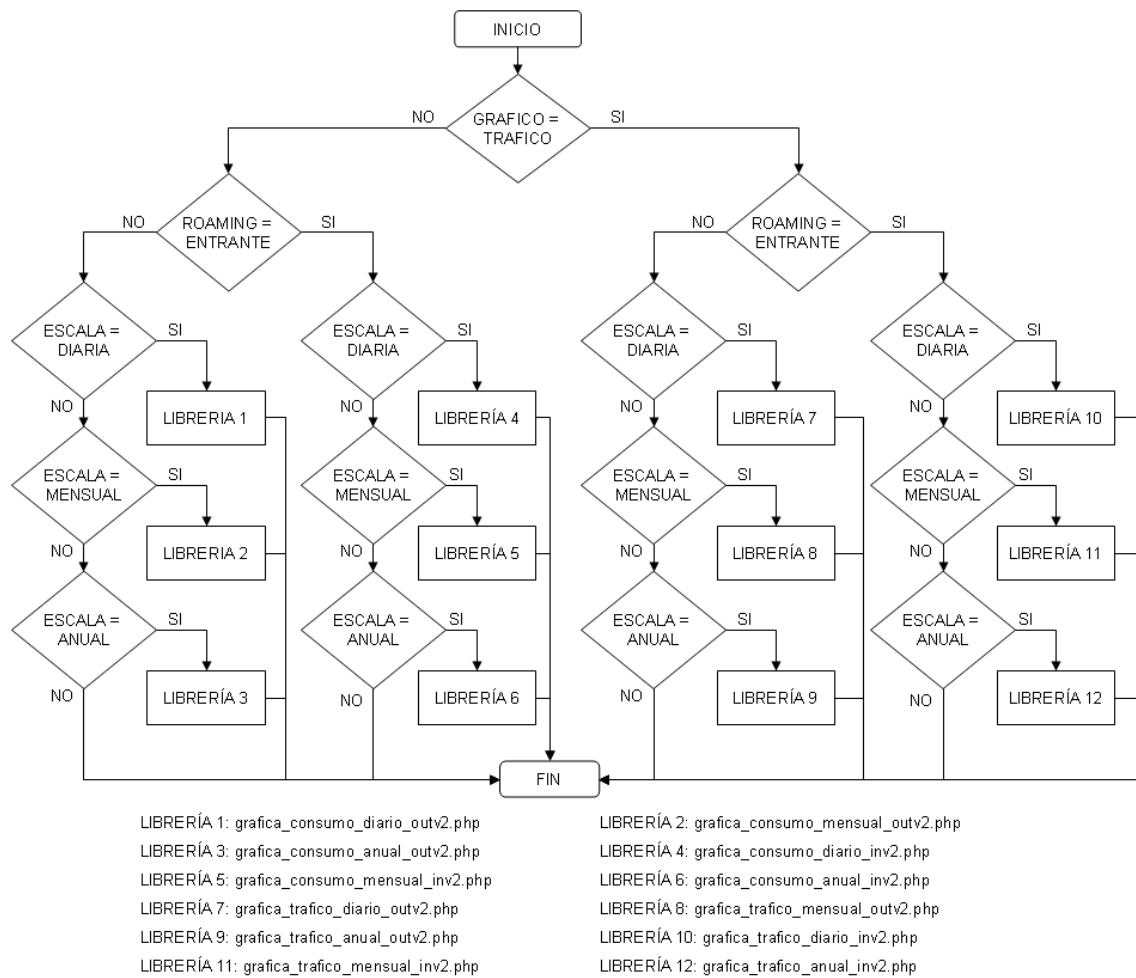 INICIO
GRAFICO =
TRAFICO
NO
SI
ROAMING =
ENTRANTE
NO
SI
ROAMING =
ENTRANTE
NO
SI
ESCALA =
DIARIA
SI
NO
LIBRERIA 1
ESCALA =
MENSUAL
SI
NO
LIBRERIA 2
ESCALA =
ANUAL
SI
NO
LIBRERÍA 3
ESCALA =
DIARIA
SI
NO
LIBRERÍA 4
ESCALA =
MENSUAL
SI
NO
LIBRERÍA 5
ESCALA =
ANUAL
SI
NO
LIBRERÍA 6
ESCALA =
DIARIA
SI
NO
LIBRERÍA 7
ESCALA =
MENSUAL
SI
NO
LIBRERÍA 8
ESCALA =
ANUAL
SI
NO
LIBRERÍA 9
ESCALA =
DIARIA
SI
NO
LIBRERÍA 10
ESCALA =
MENSUAL
SI
NO
LIBRERÍA 11
ESCALA =
ANUAL
SI
NO
LIBRERÍA 12
FIN
LIBRERÍA 1: grafica_consumo_diario_outv2.php
LIBRERÍA 2: grafica_consumo_mensual_outv2.php
LIBRERÍA 3: grafica_consumo_anual_outv2.php
LIBRERÍA 4: grafica_consumo_diario_inv2.php
LIBRERÍA 5: grafica_consumo_mensual_inv2.php
LIBRERÍA 6: grafica_consumo_anual_inv2.php
LIBRERÍA 7: grafica_trafico_diario_outv2.php
LIBRERÍA 8: grafica_trafico_mensual_outv2.php
LIBRERÍA 9: grafica_trafico_anual_outv2.php
LIBRERÍA 10: grafica_trafico_diario_inv2.php
LIBRERÍA 11: grafica_trafico_mensual_inv2.php
LIBRERÍA 12: grafica_trafico_anual_inv2.php